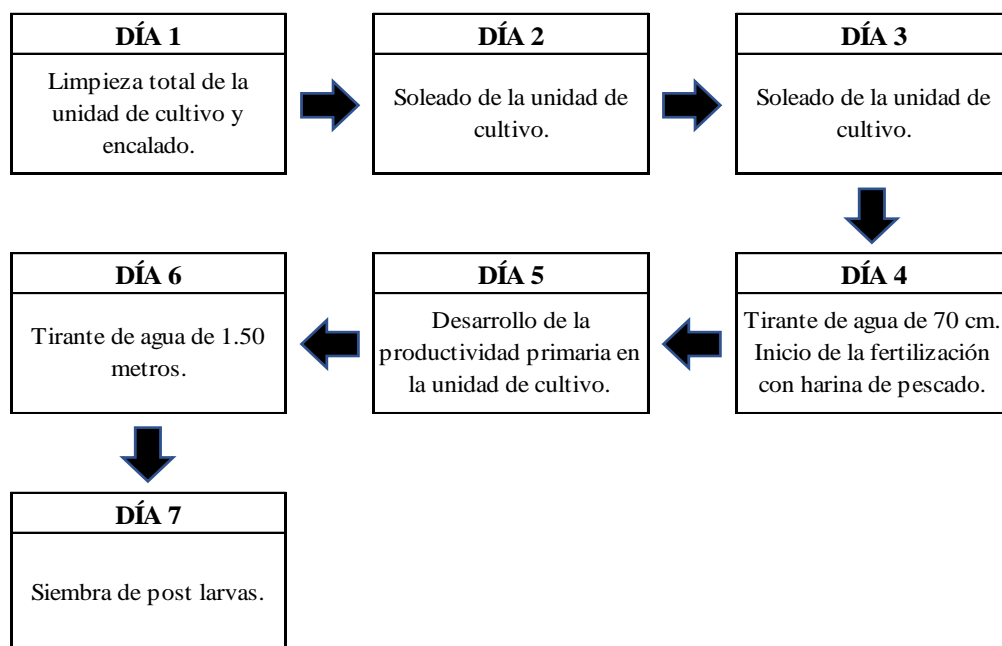 DÍA 1
Limpieza total de la
unidad de cultivo y
encalado.
DÍA 2
Soleado de la unidad de
cultivo.
DÍA 3
Soleado de la unidad de
cultivo.
DÍA 4
Tirante de agua de 70 cm.
Inicio de la fertilización
con harina de pescado.
DÍA 5
Desarrollo de la
productividad primaria en
la unidad de cultivo.
DÍA 6
Tirante de agua de 1.50
metros.
DÍA 7
Siembra de post larvas.